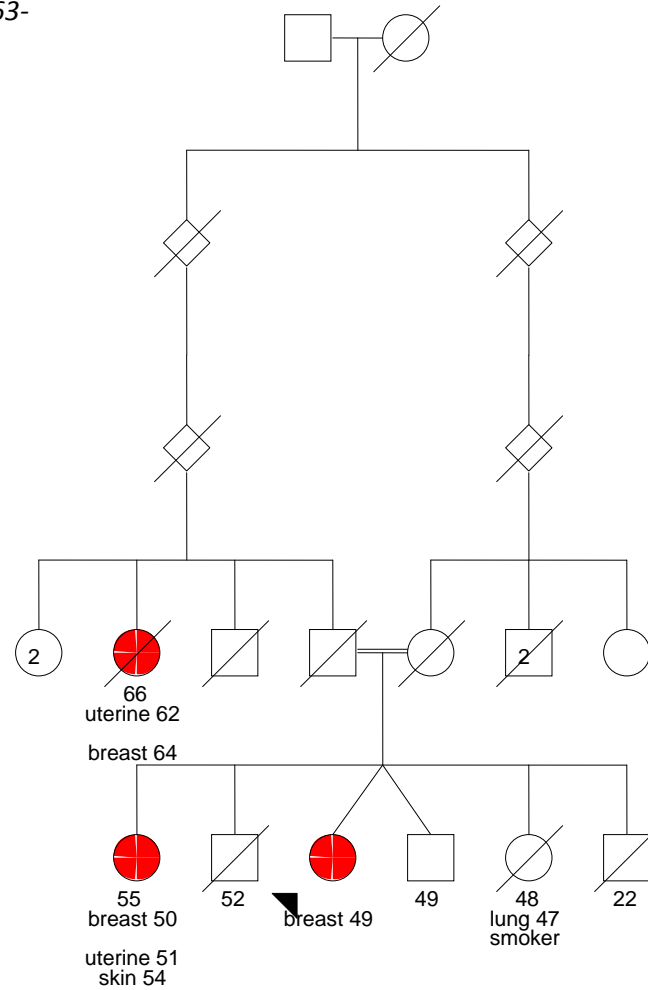 63-
2
2
66
uterine 62
breast 64
55
breast 50
uterine 51
skin 54
52
breast 49
49
48
lung 47
smoker
22